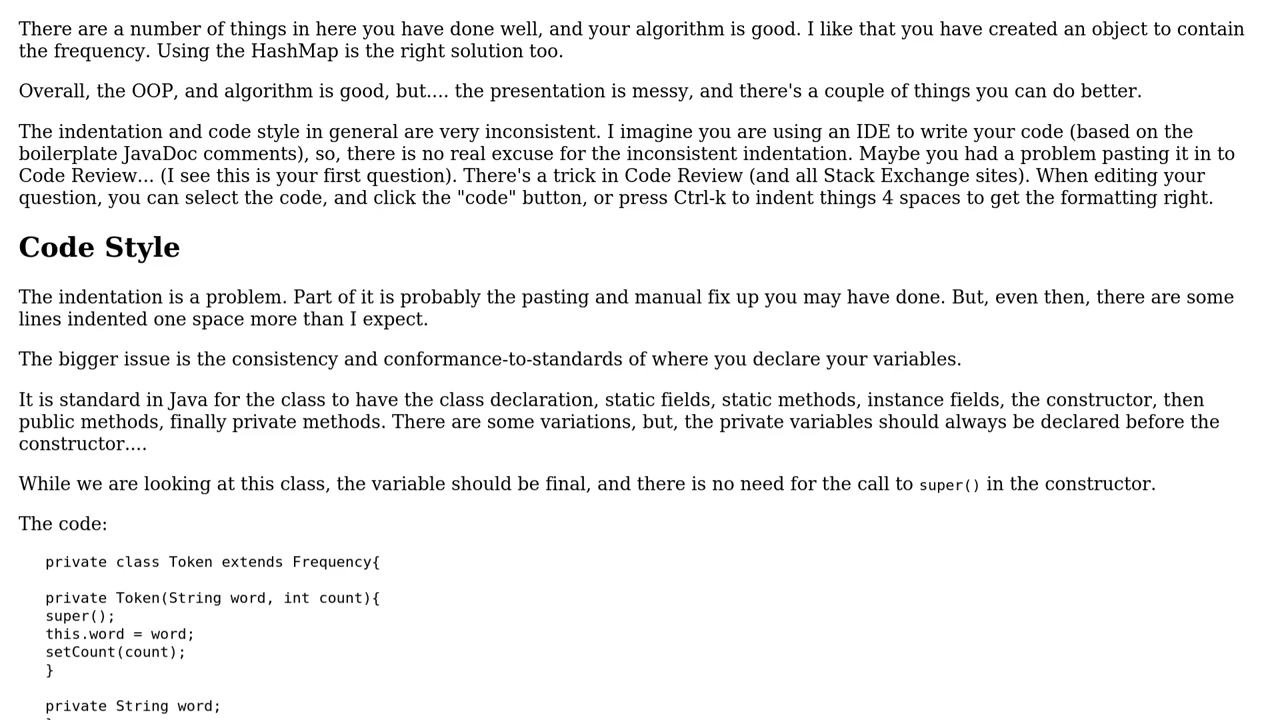 There are a number of things in here you have done well, and your algorithm is good. I like that you have created an object to contain
the frequency. Using the HashMap is the right solution too.
Overall, the OOP, and algorithm is good, but.... the presentation is messy, and there's a couple of things you can do better.
The indentation and code style in general are very inconsistent. I imagine you are using an IDE to write your code (based on the
boilerplate JavaDoc comments), so, there is no real excuse for the inconsistent indentation. Maybe you had a problem pasting it in to
Code Review... (I see this is your first question). There's a trick in Code Review (and all Stack Exchange sites). When editing your
question, you can select the code, and click the "code" button, or press Ctrl-k to indent things 4 spaces to get the formatting right.
Code Style
The indentation is a problem. Part of it is probably the pasting and manual fix up you may have done. But, even then, there are some
lines indented one space more than I expect.
The bigger issue is the consistency and conformance-to-standards of where you declare your variables.
It is standard in Java for the class to have the class declaration, static fields, static methods, instance fields, the constructor, then
public methods, finally private methods. There are some variations, but, the private variables should always be declared before the
constructor....
While we are looking at this class, the variable should be final, and there is no need for the call to super() in the constructor.
The code:
private class Token extends Frequency{
private Token(String word, int count){
super();
this.word = word;
setCount(count);
}
private String word;
}